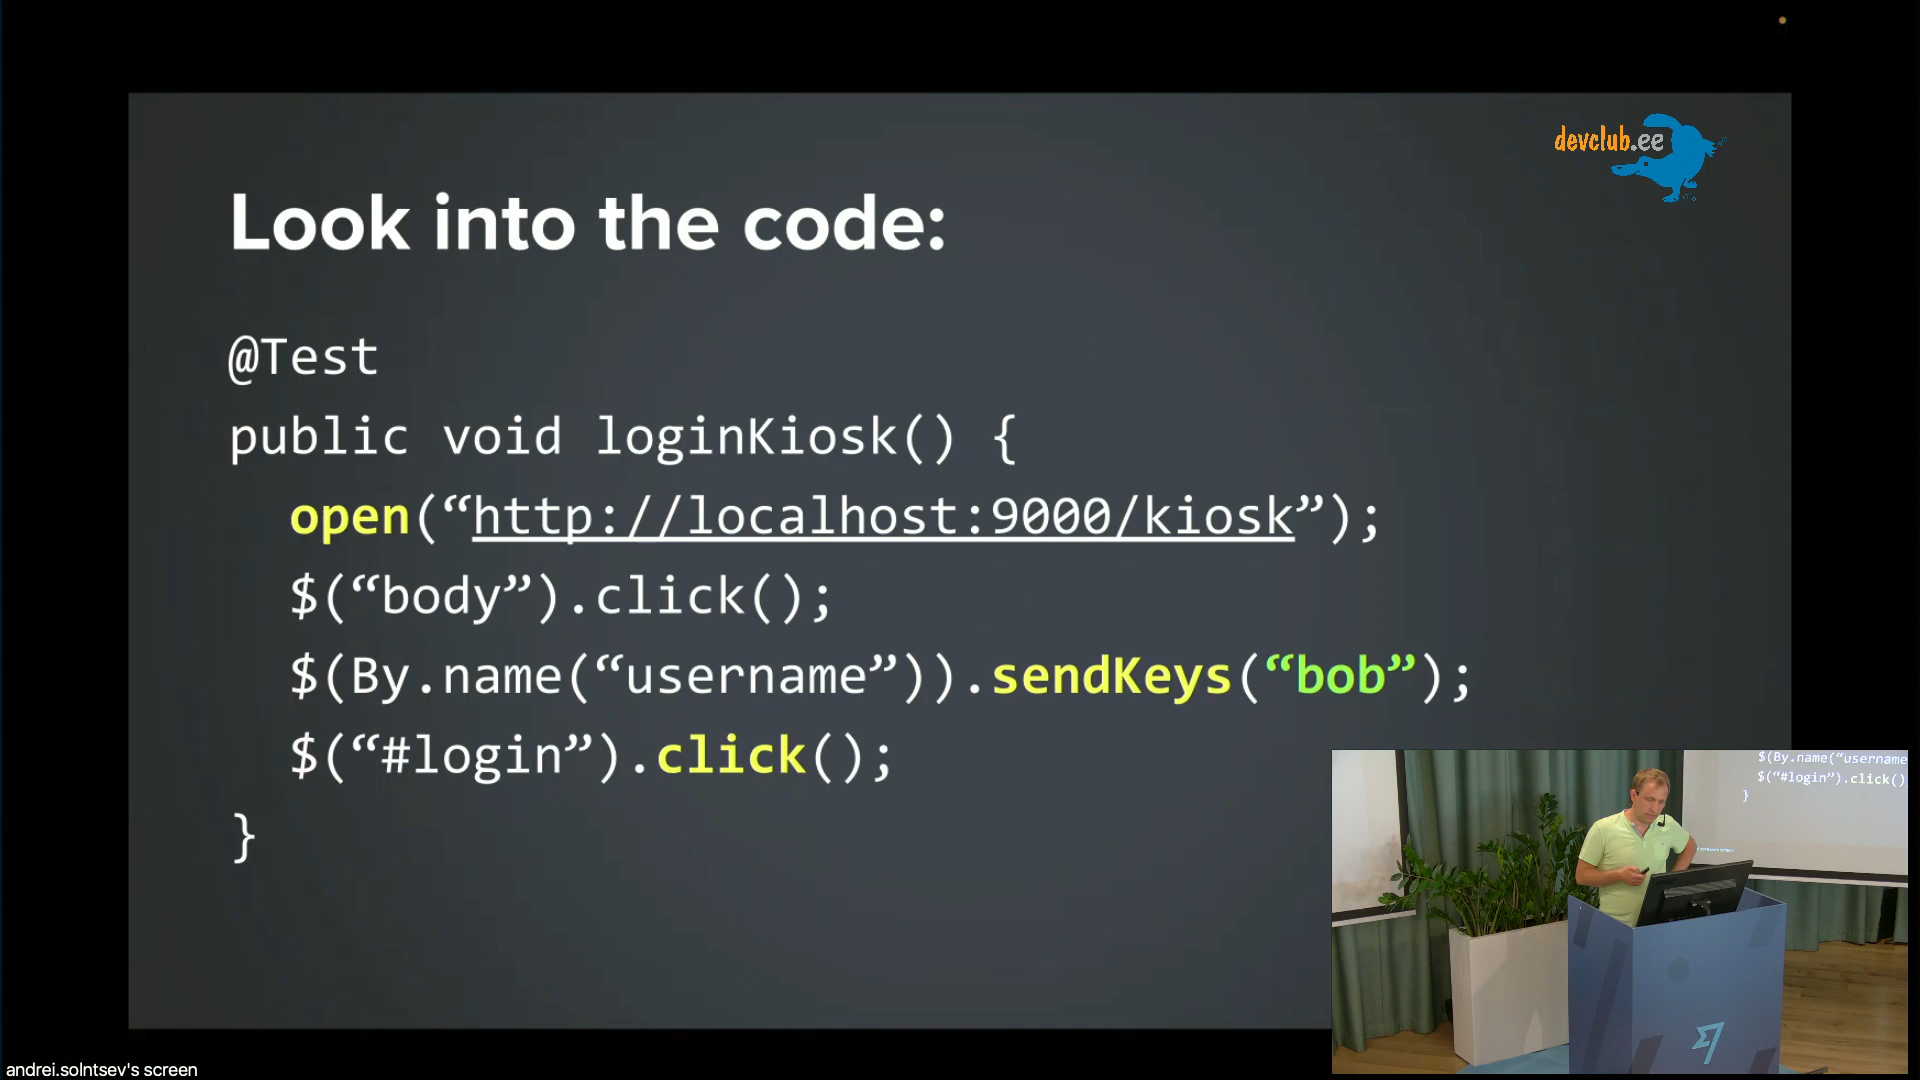 devclub.ee
Look into the code:
@Test
public void loginKiosk() {
open(“http://localhost:9000/kiosk”);
$(“body”).click();
$(By.name(“username”)).sendKeys(“bob”);
$(“#login”).click();
}
$(By.name(“username
$(“#login”).click()
}
andrei.solntsev's screen